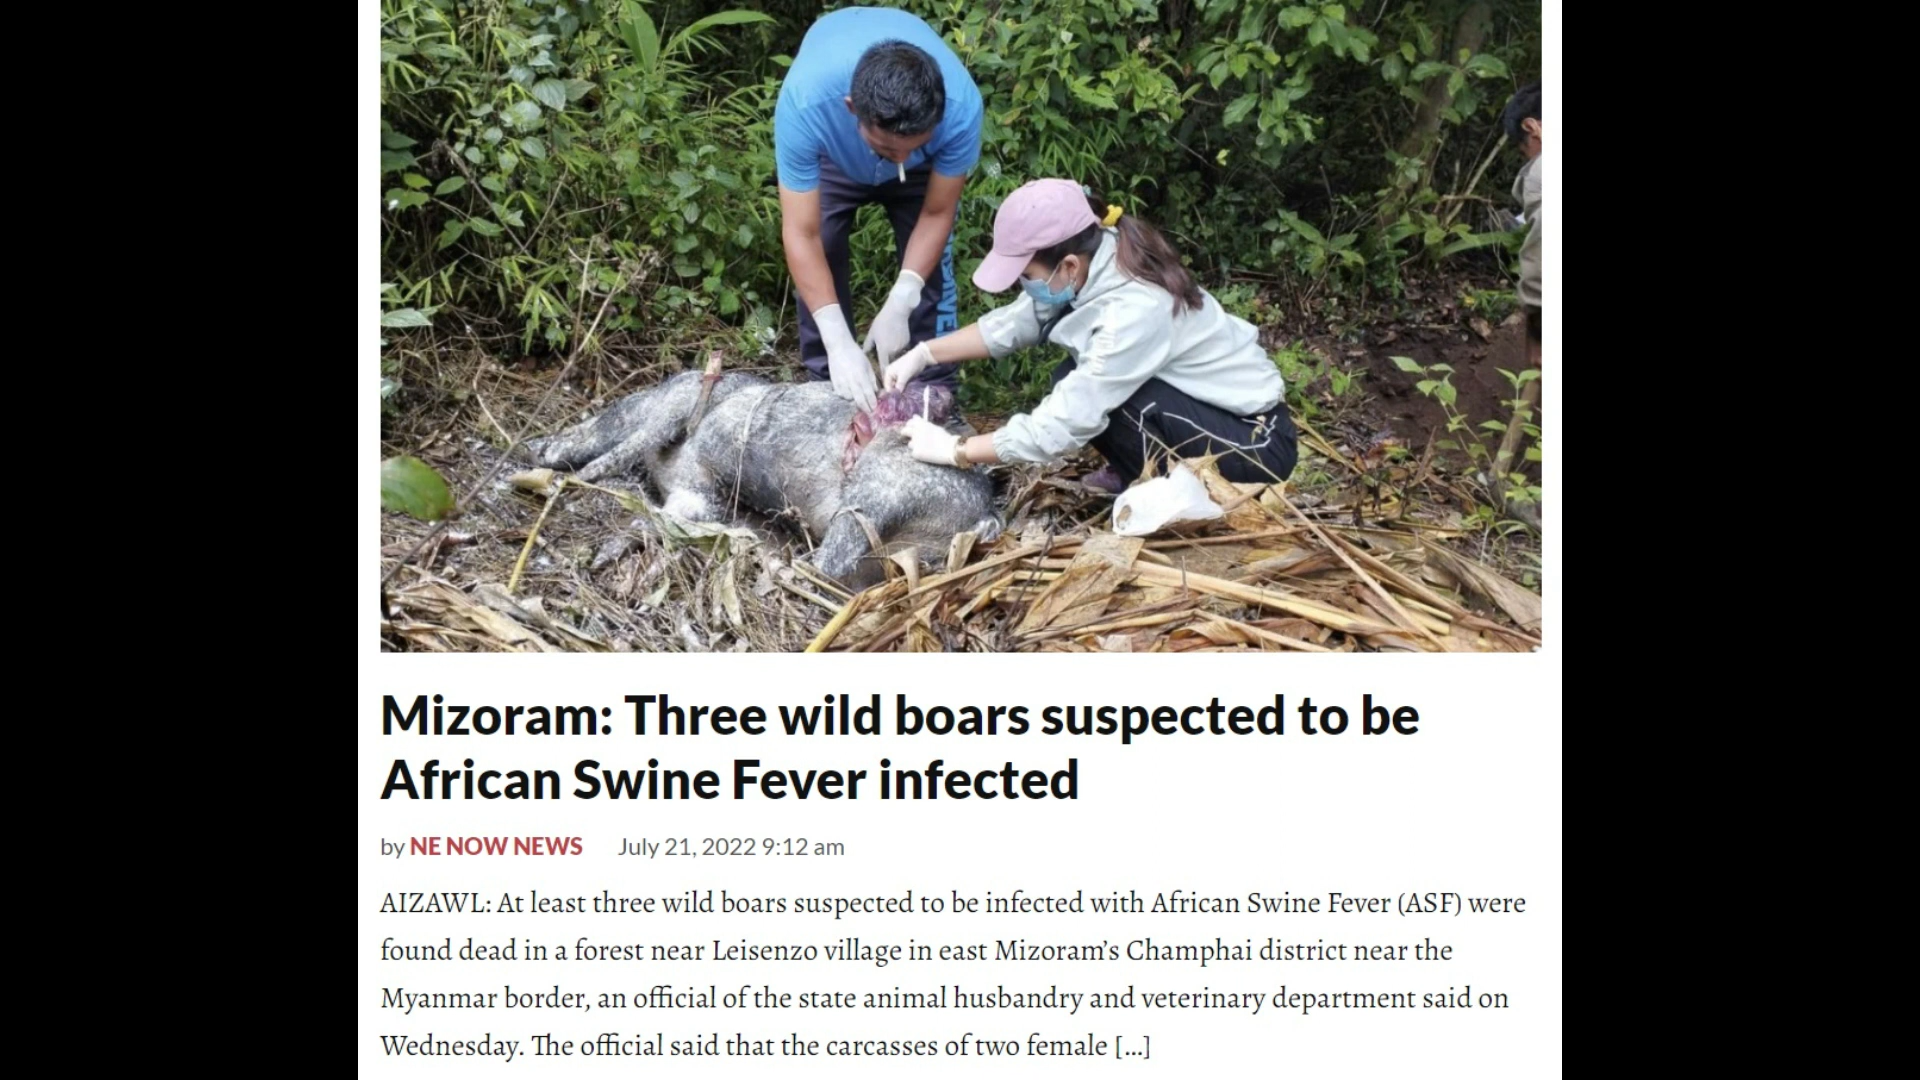 Mizoram: Three wild boars suspected to be
African Swine Fever infected
by NE NOW NEWS July 21, 2022 9:12 am
AIZAWL: At least three wild boars suspected to be infected with African Swine Fever (ASF) were
found dead in a forest near Leisenzo village in east Mizoram’s Champhai district near the
Myanmar border, an official of the state animal husbandry and veterinary department said on
Wednesday. The official said that the carcasses of two female [...]